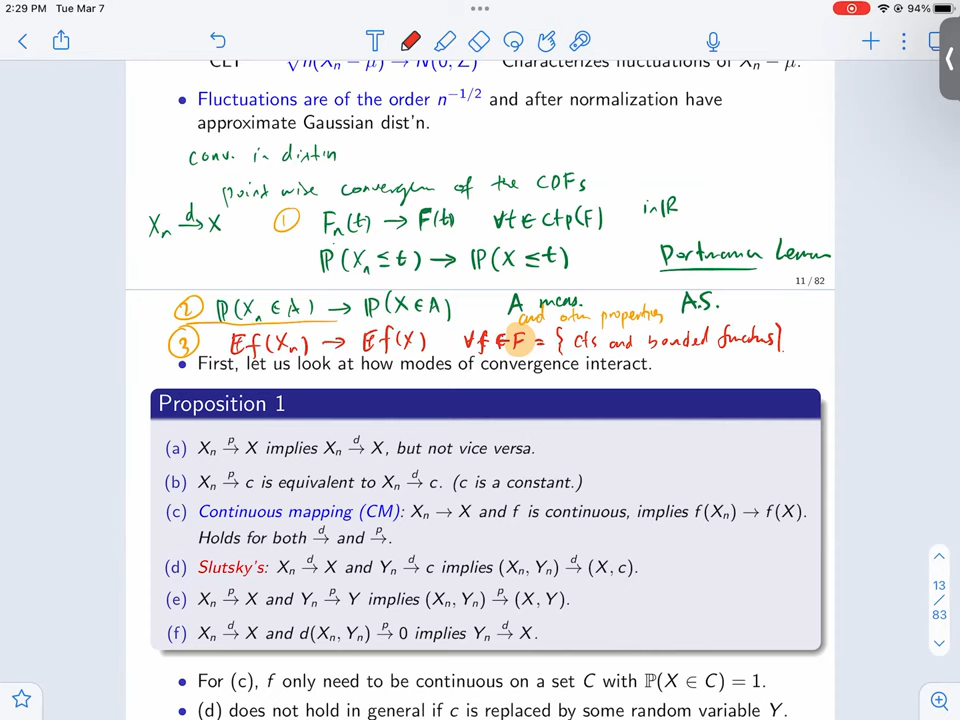 2:29 PM Tue Mar 7
94%
CLT √n(X̄n − μ) → N(0, Σ) Characterizes fluctuations of X̄n − μ.
• Fluctuations are of the order n^{−1/2} and after normalization have
approximate Gaussian dist'n.
conv. in distin
point wise convergen of the CDFs
Xn →d X ① Fn(t) → F(t) ∀t ∈ Ctp(F) in ℝ
ℙ(Xn ≤ t) → ℙ(X ≤ t) Portmanu Lemm
11 / 82
② ℙ(Xn ∈ A) → ℙ(X ∈ A) A meas. A.S.
and other properties
③ 𝔼f(Xn) → 𝔼f(X) ∀f ∈ F = { cts and bonded functus}
• First, let us look at how modes of convergence interact.
Proposition 1
(a) Xn →p X implies Xn →d X, but not vice versa.
(b) Xn →p c is equivalent to Xn →d c. (c is a constant.)
(c) Continuous mapping (CM): Xn → X and f is continuous, implies f(Xn) → f(X).
Holds for both →d and →p.
(d) Slutsky's: Xn →d X and Yn →d c implies (Xn, Yn) →d (X, c).
(e) Xn →p X and Yn →p Y implies (Xn, Yn) →p (X, Y).
(f) Xn →d X and d(Xn, Yn) →p 0 implies Yn →d X.
13
/
83
• For (c), f only need to be continuous on a set C with ℙ(X ∈ C) = 1.
• (d) does not hold in general if c is replaced by some random variable Y.